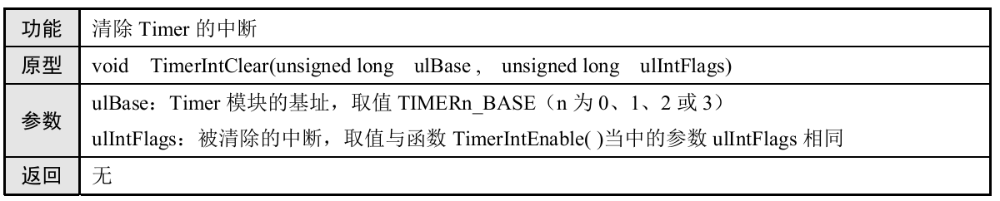 功能 清除 Timer 的中断
原型 void TimerIntClear(unsigned long ulBase , unsigned long ulIntFlags)
参数 ulBase：Timer 模块的基址，取值 TIMERn_BASE（n 为 0、1、2 或 3）
ulIntFlags：被清除的中断，取值与函数 TimerIntEnable( )当中的参数 ulIntFlags 相同
返回 无